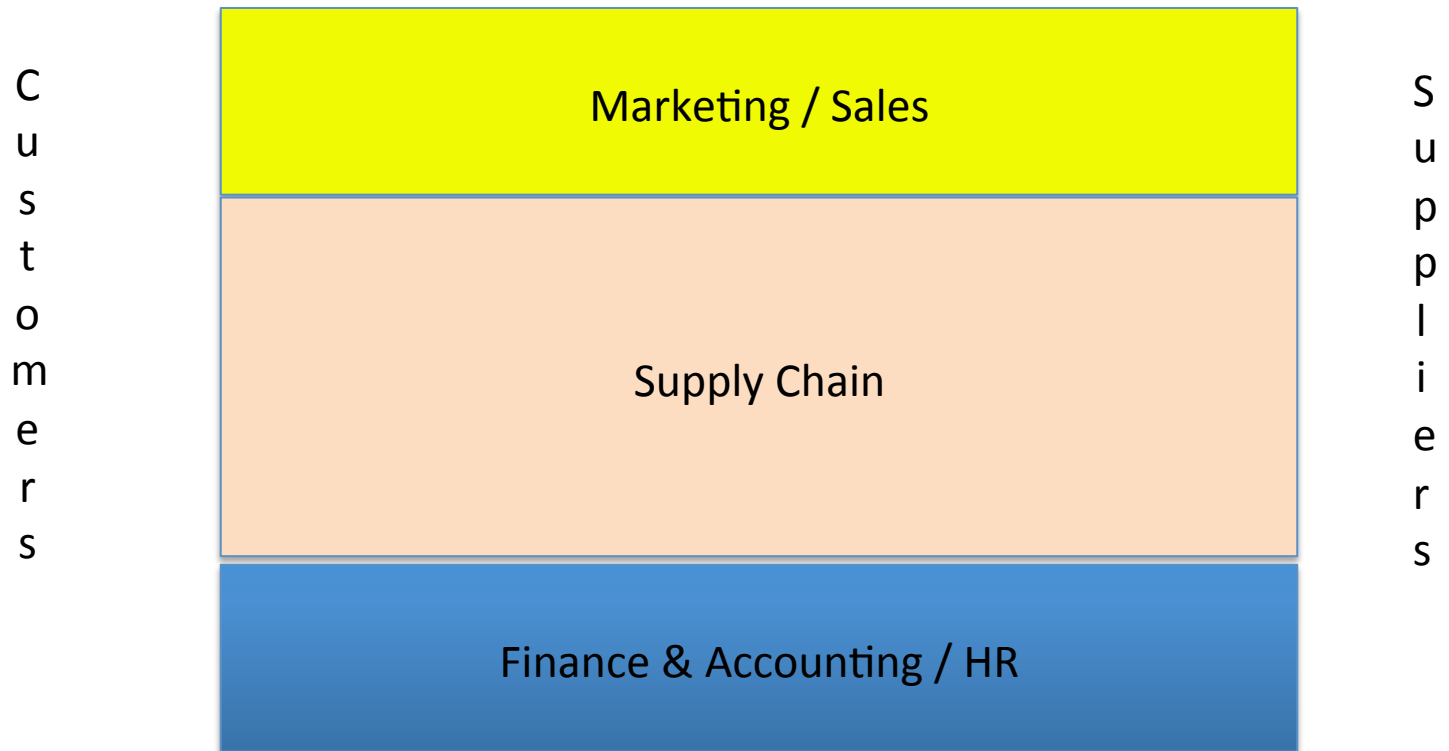 Customers
Marketing / Sales
Supply Chain
Finance & Accounting / HR
Suppliers